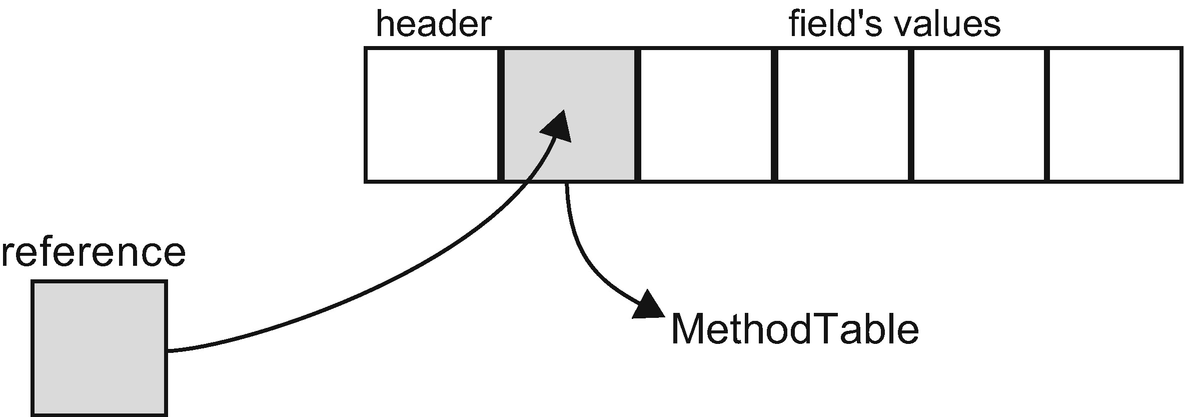 header
field's values
reference
MethodTable